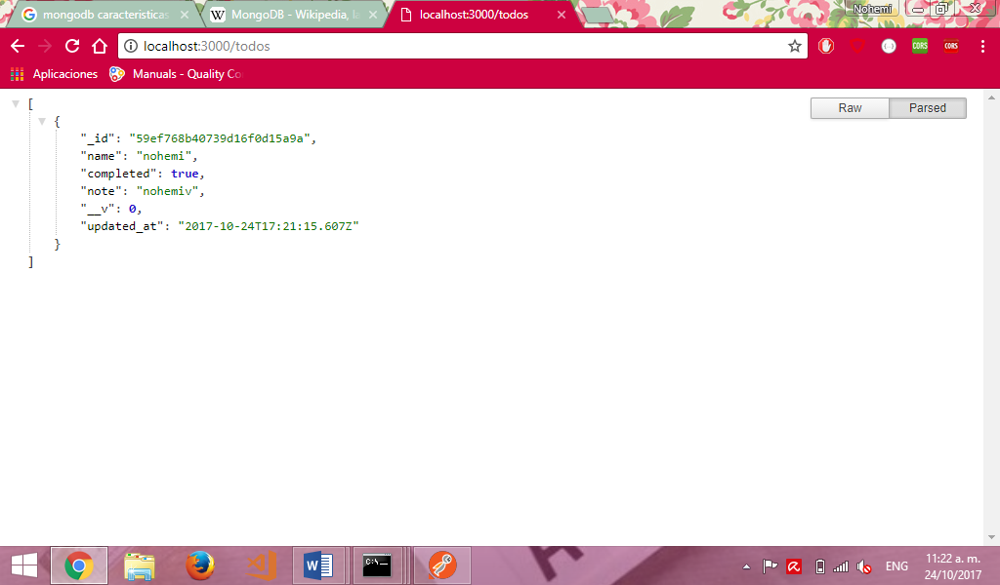 mongodb caracteristicas
MongoDB - Wikipedia, la
localhost:3000/todos
Nohemi
localhost:3000/todos
CORS
CORS
Aplicaciones
Manuals - Quality Co
Raw
Parsed
[
{
"_id": "59ef768b40739d16f0d15a9a",
"name": "nohemi",
"completed": true,
"note": "nohemiv",
"__v": 0,
"updated_at": "2017-10-24T17:21:15.607Z"
}
]
ENG
11:22 a. m.
24/10/2017